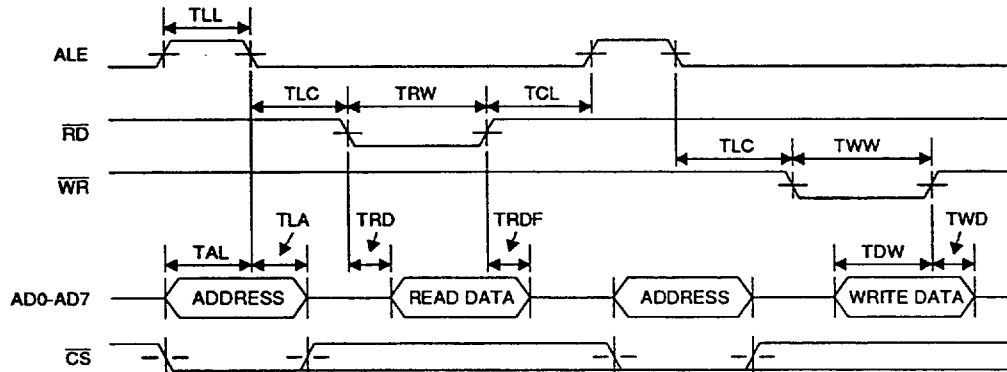 TLL
ALE
TLC TRW TCL
RD
TLC TWW
WR
TLA TRD TRDF TWD
TAL TDW
AD0-AD7 ADDRESS READ DATA ADDRESS WRITE DATA
CS